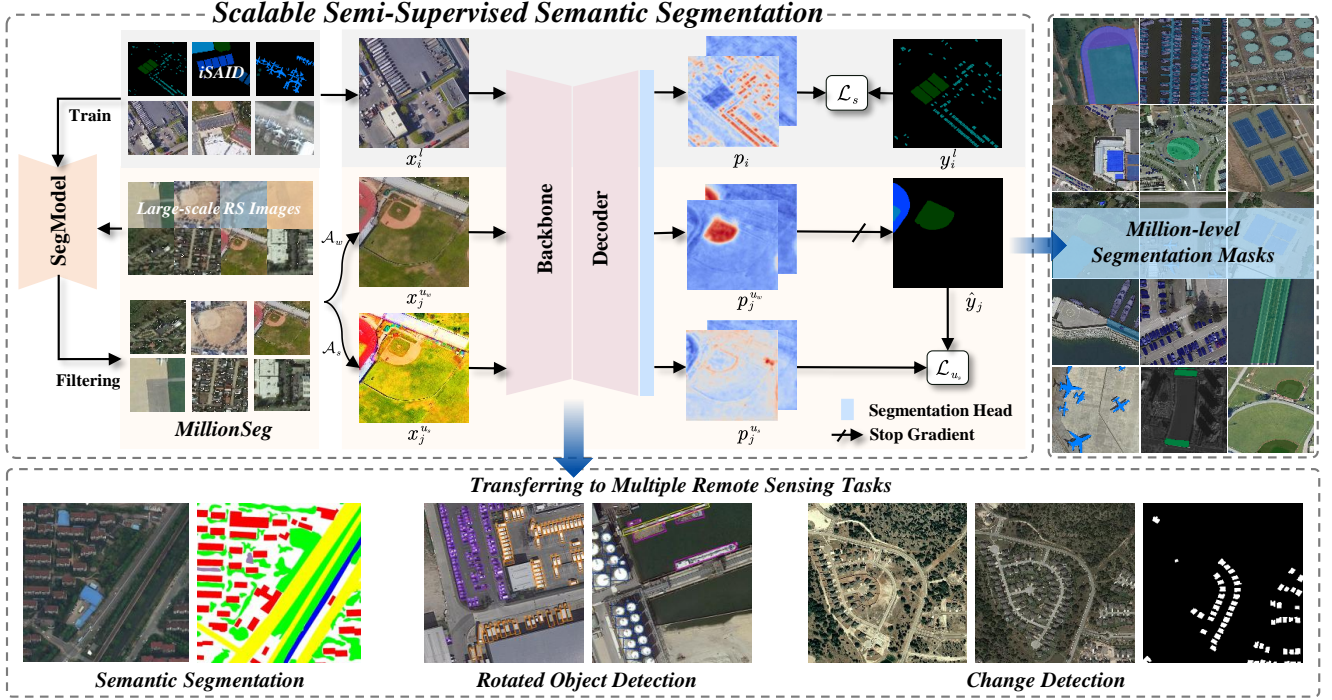 Scalable Semi-Supervised Semantic Segmentation
iSAID
Train
SegModel
Large-scale RS Images
Filtering
MillionSeg
𝒜_w
𝒜_s
x_i^l
x_j^{u_w}
x_j^{u_s}
Backbone
Decoder
p_i
p_j^{u_w}
p_j^{u_s}
ℒ_s
y_i^l
ŷ_j
ℒ_{u_s}
Segmentation Head
Stop Gradient
Million-level
Segmentation Masks
Transferring to Multiple Remote Sensing Tasks
Semantic Segmentation
Rotated Object Detection
Change Detection